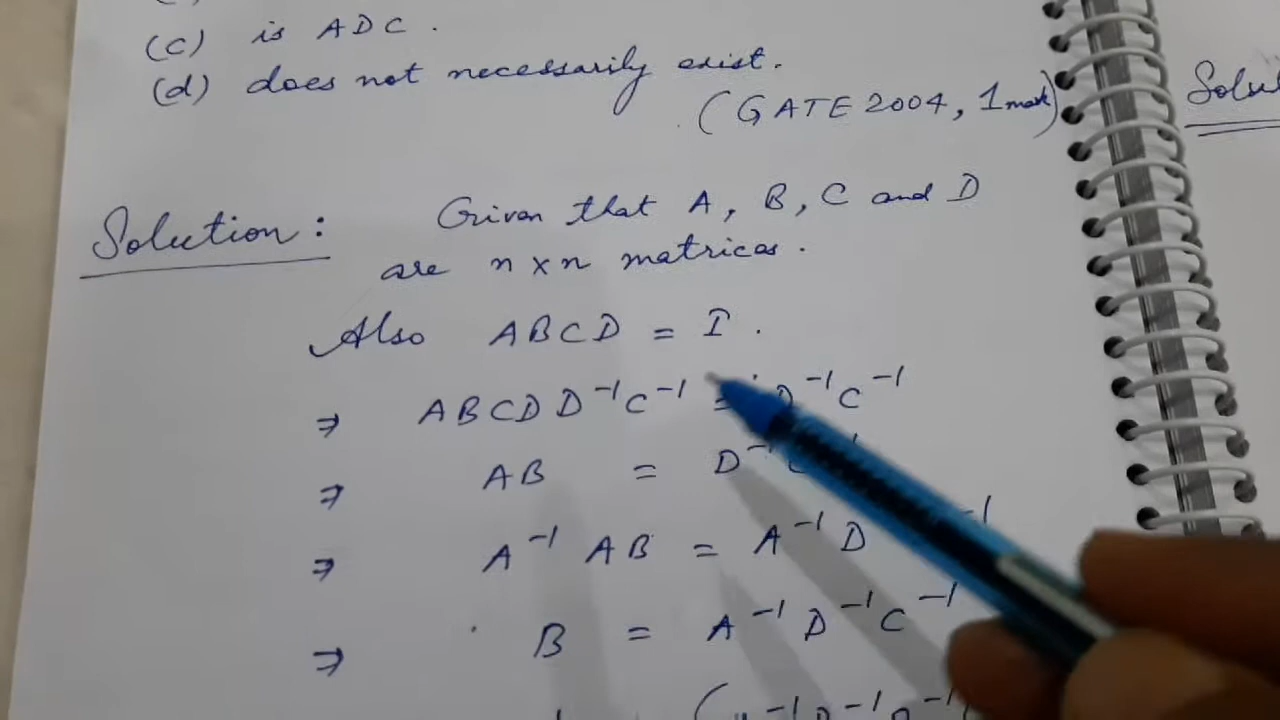 (c) is ADC.
(d) does not necessarily exist.
(GATE 2004, 1 mark)
Solution: Given that A, B, C and D
are n×n matrices.
Also ABCD = I.
⇒ ABCDD⁻¹C⁻¹ = D⁻¹C⁻¹
⇒ AB = D⁻¹
⇒ A⁻¹AB = A⁻¹D
⇒ B = A⁻¹D⁻¹C⁻¹